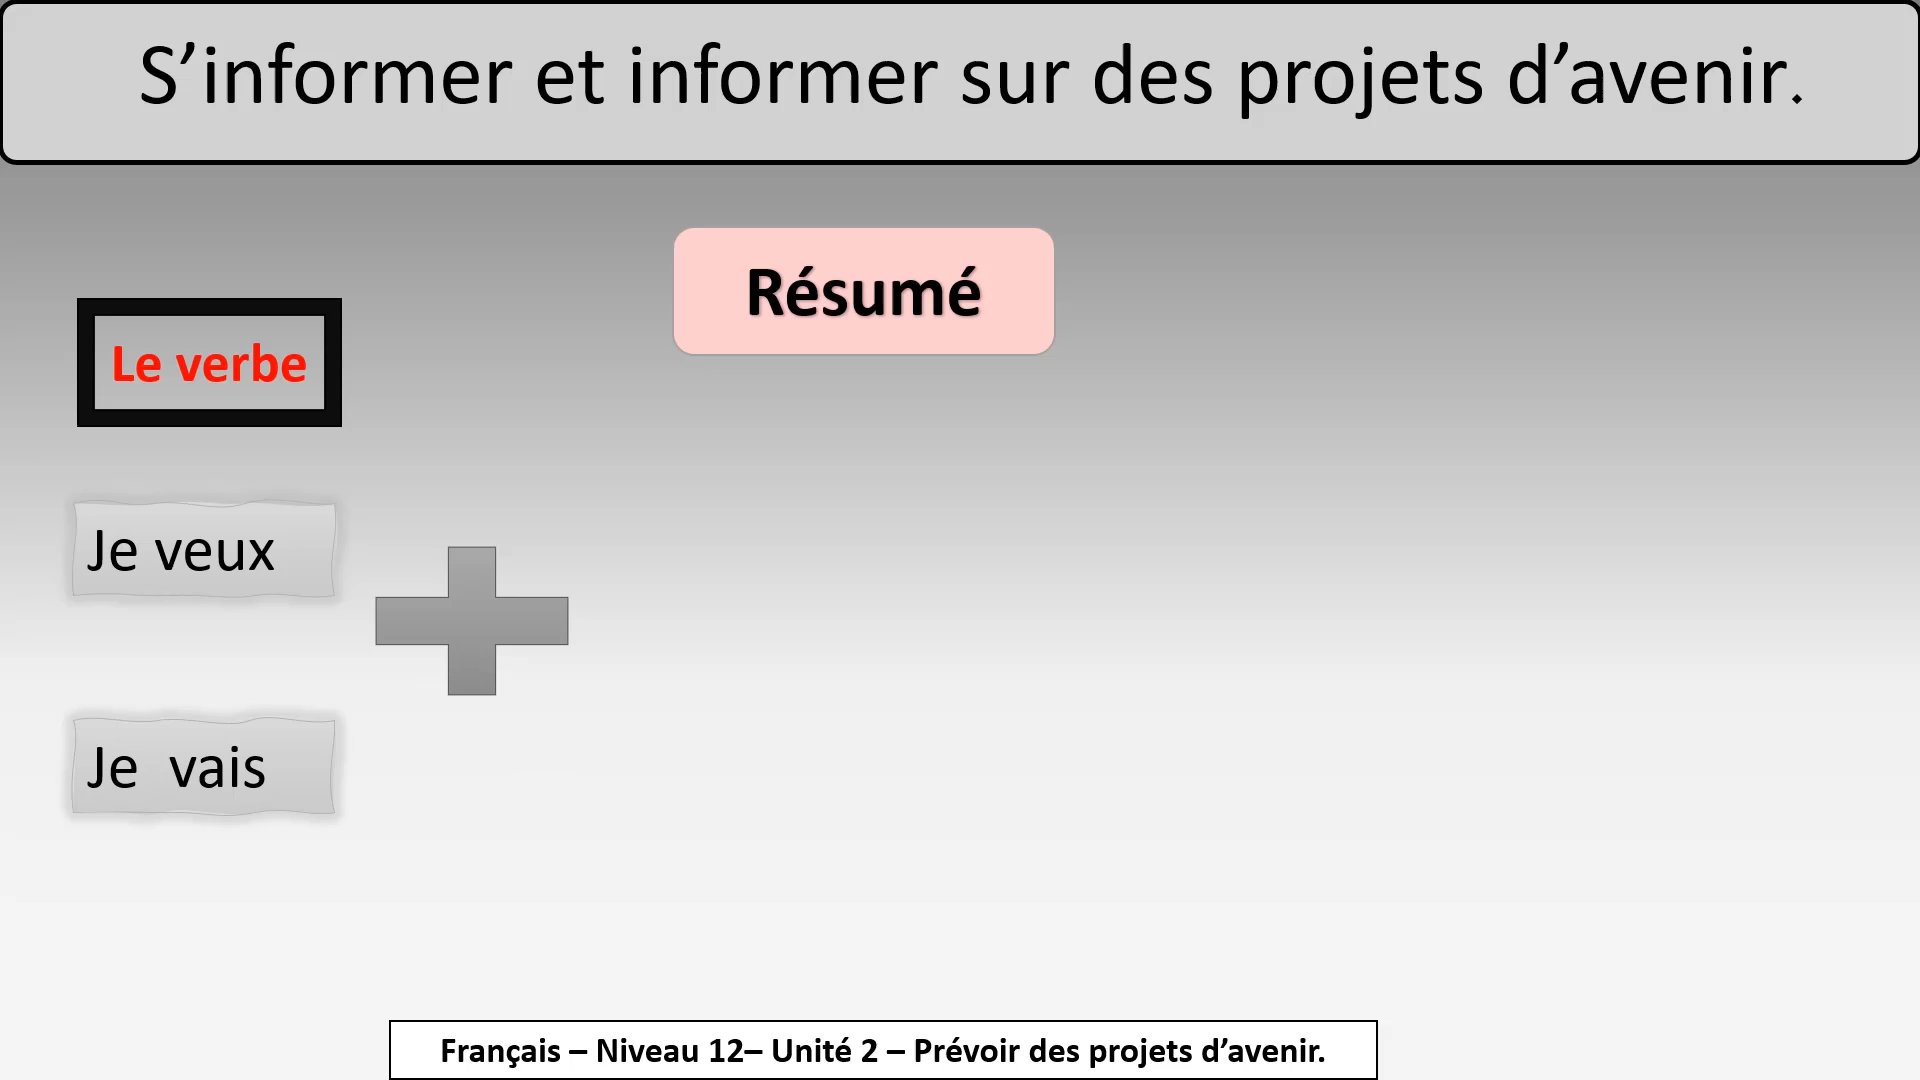 S’informer et informer sur des projets d’avenir.
Résumé
Le verbe
Je veux
Je  vais
Français – Niveau 12– Unité 2 – Prévoir des projets d’avenir.